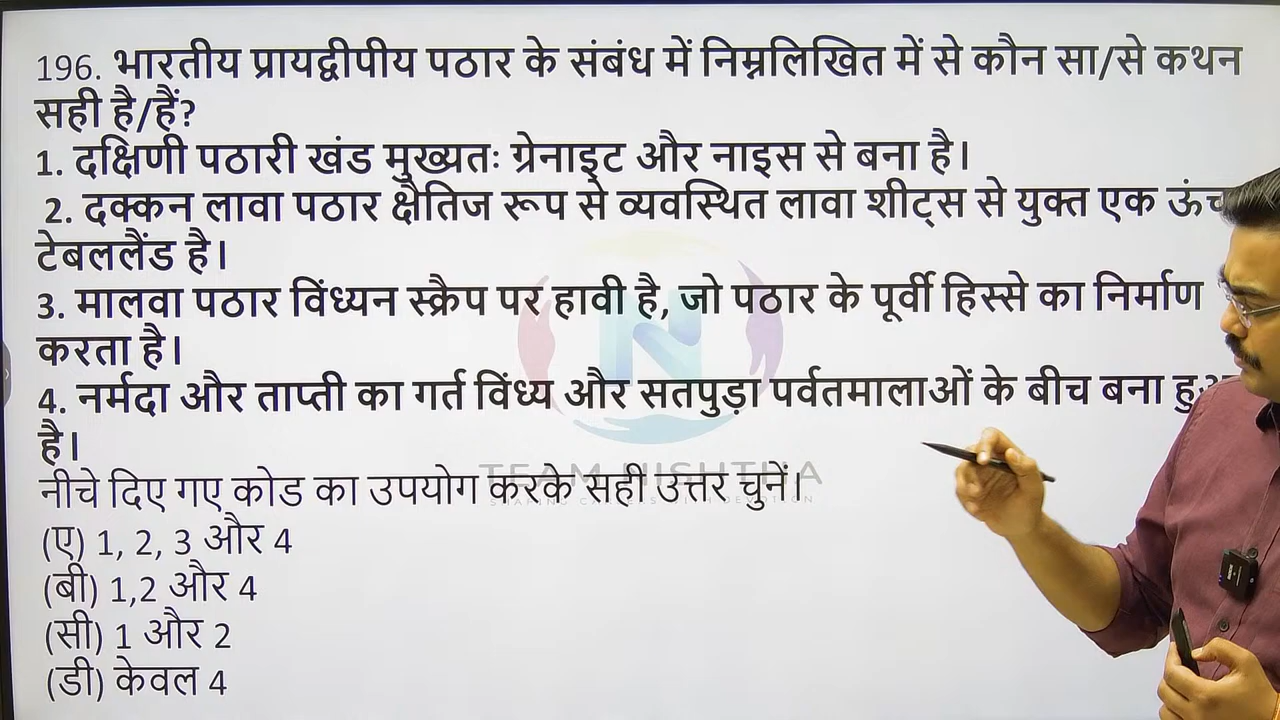 196. भारतीय प्रायद्वीपीय पठार के संबंध में निम्नलिखित में से कौन सा/से कथन
सही है/हैं?
1. दक्षिणी पठारी खंड मुख्यतः ग्रेनाइट और नाइस से बना है।
2. दक्कन लावा पठार क्षैतिज रूप से व्यवस्थित लावा शीट्स से युक्त एक
टेबललैंड है।
3. मालवा पठार विंध्यन स्क्रैप पर हावी है, जो पठार के पूर्वी हिस्से का निर्माण
करता है।
4. नर्मदा और ताप्ती का गर्त विंध्य और सतपुड़ा पर्वतमालाओं के बीच बना
है।
नीचे दिए गए कोड का उपयोग करके सही उत्तर चुनें।
TEAM NISHTHA
(ए) 1, 2, 3 और 4
(बी) 1,2 और 4
(सी) 1 और 2
(डी) केवल 4